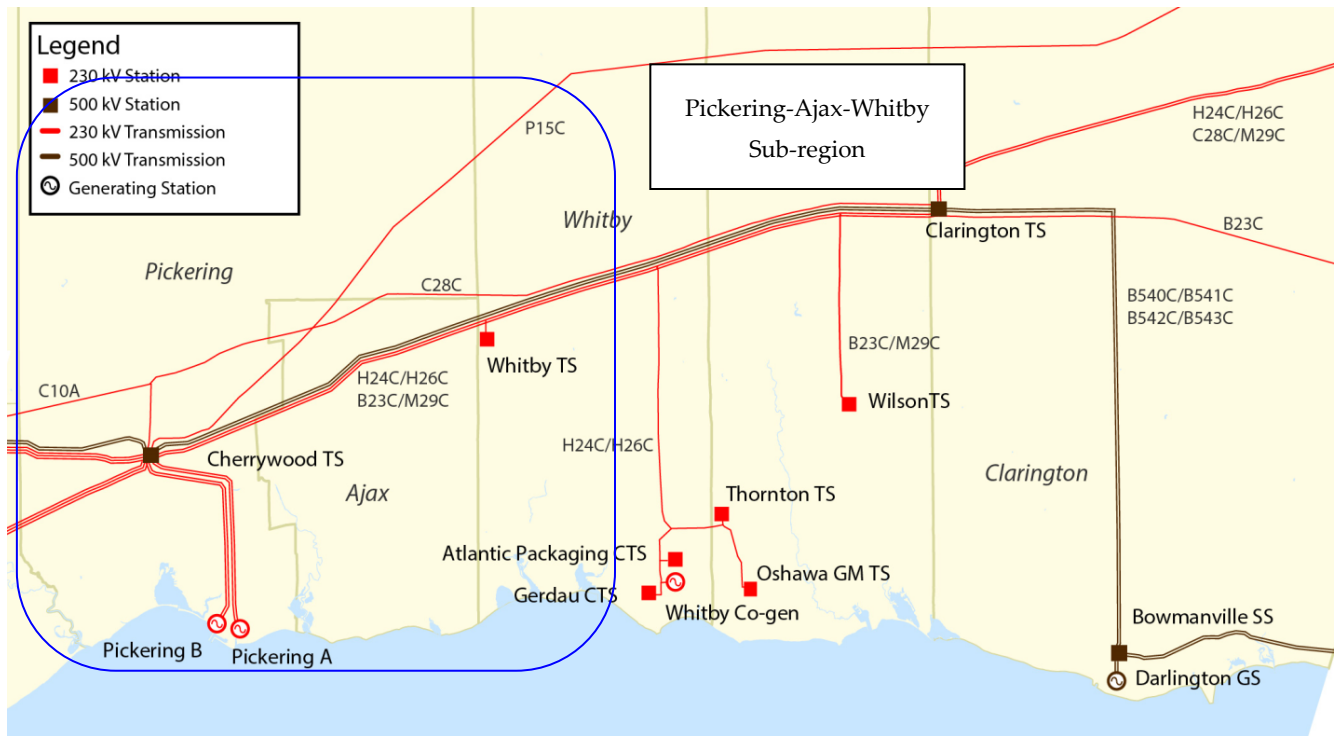 Legend
230 kV Station
500 kV Station
230 kV Transmission
500 kV Transmission
Generating Station
Pickering-Ajax-Whitby
Sub-region
P15C
H24C/H26C
C28C/M29C
Whitby
Clarington TS
B23C
Pickering
C28C
B540C/B541C
B542C/B543C
Whitby TS
B23C/M29C
H24C/H26C
B23C/M29C
C10A
WilsonTS
H24C/H26C
Cherrywood TS
Ajax
Clarington
Thornton TS
Atlantic Packaging CTS
Oshawa GM TS
Gerdau CTS
Whitby Co-gen
Bowmanville SS
Pickering B
Pickering A
Darlington GS